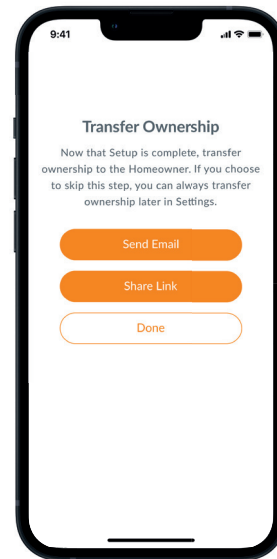 9:41
Transfer Ownership
Now that Setup is complete, transfer
ownership to the Homeowner. If you choose
to skip this step, you can always transfer
ownership later in Settings.
Send Email
Share Link
Done